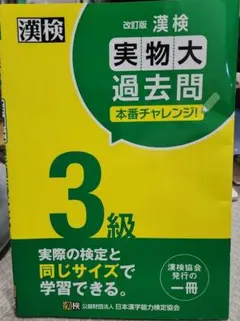 漢検
改訂版 漢検
実物大
過去問
本番チャレンジ!
3級
実際の検定と
同じサイズで
学習できる。
漢検協会
発行の
一冊
漢検 公益財団法人 日本漢字能力検定協会